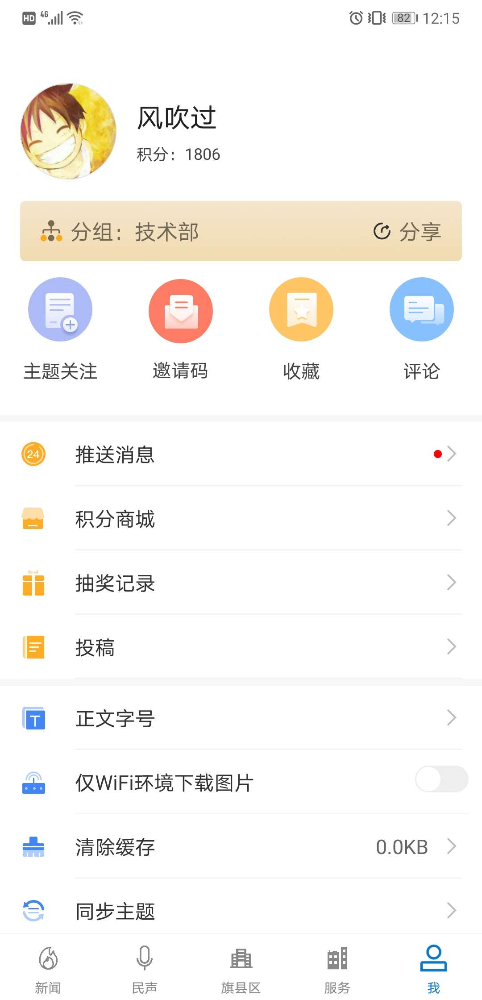 HD 4G 82 12:15
风吹过
积分：1806
分组：技术部 分享
主题关注 邀请码 收藏 评论
24 推送消息
积分商城
抽奖记录
投稿
T 正文字号
仅WiFi环境下载图片
清除缓存 0.0KB
同步主题
新闻 民声 旗县区 服务 我